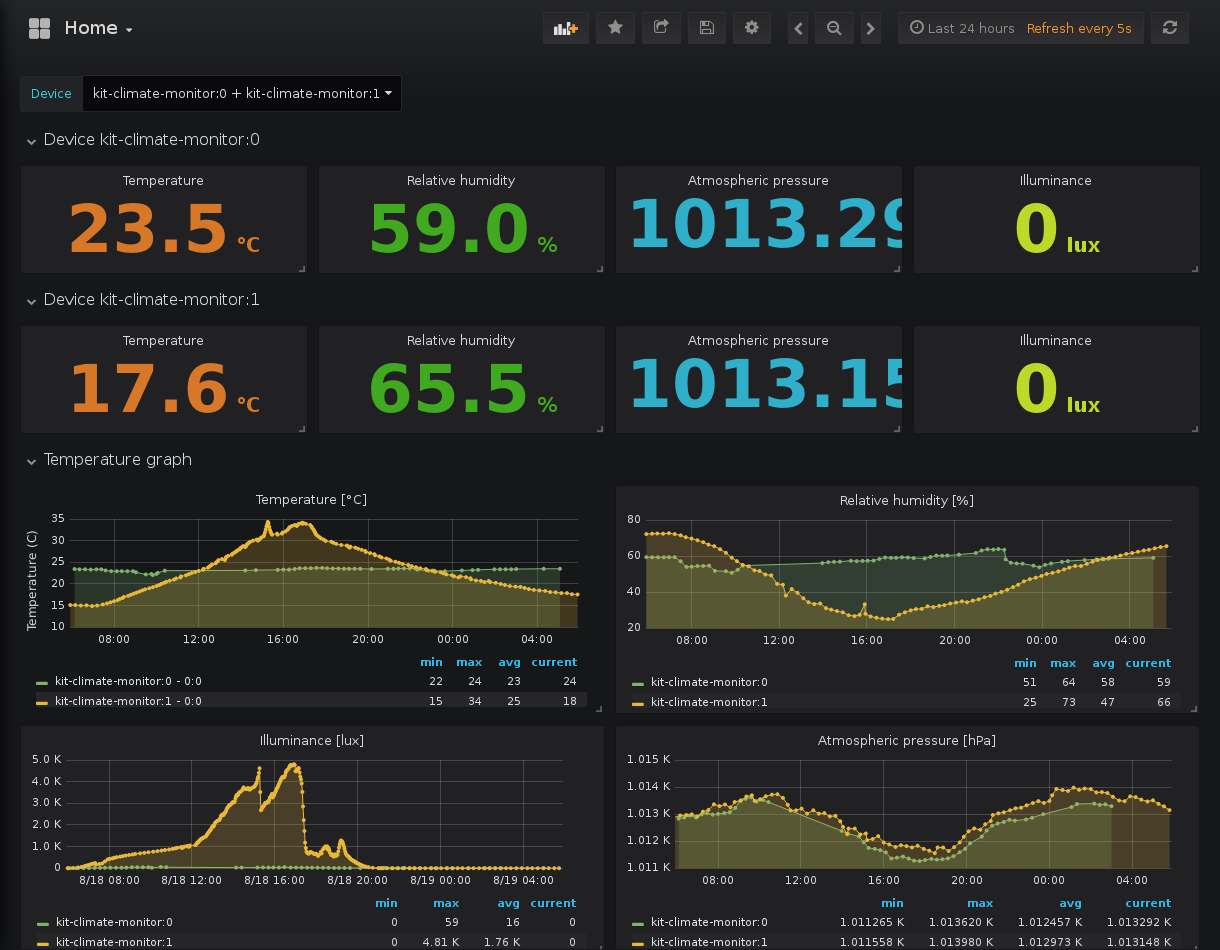 Home
Last 24 hours Refresh every 5s
Device kit-climate-monitor:0 + kit-climate-monitor:1
Device kit-climate-monitor:0
Temperature Relative humidity Atmospheric pressure Illuminance
23.5 °C 59.0 % 1013.29 0 lux
Device kit-climate-monitor:1
Temperature Relative humidity Atmospheric pressure Illuminance
17.6 °C 65.5 % 1013.15 0 lux
Temperature graph
Temperature [°C]
Temperature (C)
35
30
25
20
15
10
08:00 12:00 16:00 20:00 00:00 04:00
min max avg current
kit-climate-monitor:0 - 0:0 22 24 23 24
kit-climate-monitor:1 - 0:0 15 34 25 18
Relative humidity [%]
80
60
40
20
08:00 12:00 16:00 20:00 00:00 04:00
min max avg current
kit-climate-monitor:0 51 64 58 59
kit-climate-monitor:1 25 73 47 66
Illuminance [lux]
5.0 K
4.0 K
3.0 K
2.0 K
1.0 K
0
8/18 08:00 8/18 12:00 8/18 16:00 8/18 20:00 8/19 00:00 8/19 04:00
min max avg current
kit-climate-monitor:0 0 59 16 0
kit-climate-monitor:1 0 4.81 K 1.76 K 0
Atmospheric pressure [hPa]
1.015 K
1.014 K
1.013 K
1.012 K
1.011 K
08:00 12:00 16:00 20:00 00:00 04:00
min max avg current
kit-climate-monitor:0 1.011265 K 1.013620 K 1.012457 K 1.013292 K
kit-climate-monitor:1 1.011558 K 1.013980 K 1.012973 K 1.013148 K